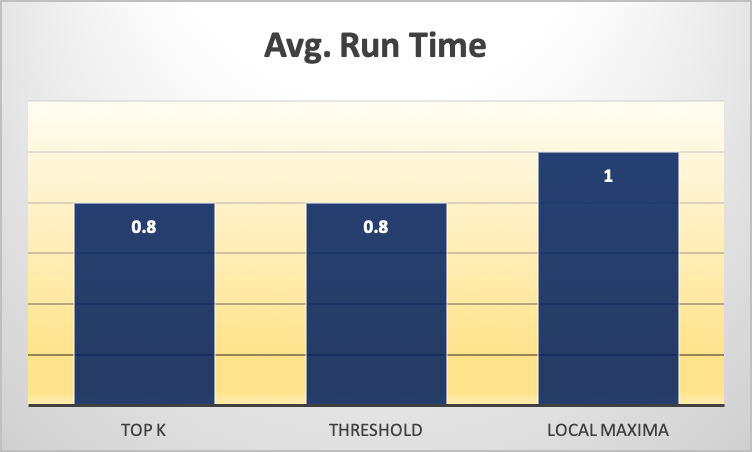 Avg. Run Time
0.8
0.8
1
TOP K
THRESHOLD
LOCAL MAXIMA